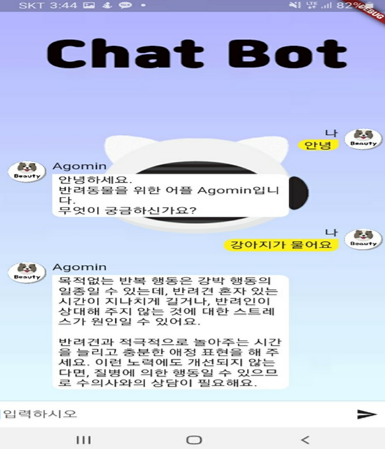 SKT 3:44 82%
DEBUG
Chat Bot
나
안녕
Beauty
Agomin
Beauty
안녕하세요.
반려동물을 위한 어플 Agomin입니
다.
무엇이 궁금하신가요?
나
강아지가 물어요
Beauty
Agomin
Beauty
목적없는 반복 행동은 강박 행동의
일종일 수 있는데, 반려견 혼자 있는
시간이 지나치게 길거나, 반려인이
상대해 주지 않는 것에 대한 스트레
스가 원인일 수 있어요.
반려견과 적극적으로 놀아주는 시간
을 늘리고 충분한 애정 표현을 해 주
세요. 이런 노력에도 개선되지 않는
다면, 질병에 의한 행동일 수 있으므
로 수의사와의 상담이 필요해요.
입력하시오